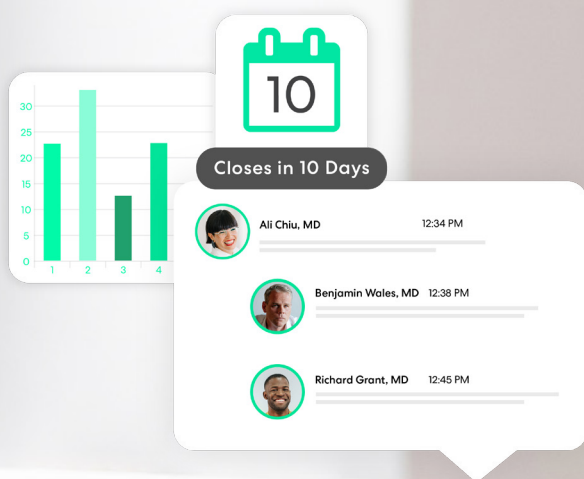 10
Closes in 10 Days
30
25
20
15
10
5
0
1 2 3 4
Ali Chiu, MD 12:34 PM
Benjamin Wales, MD 12:38 PM
Richard Grant, MD 12:45 PM